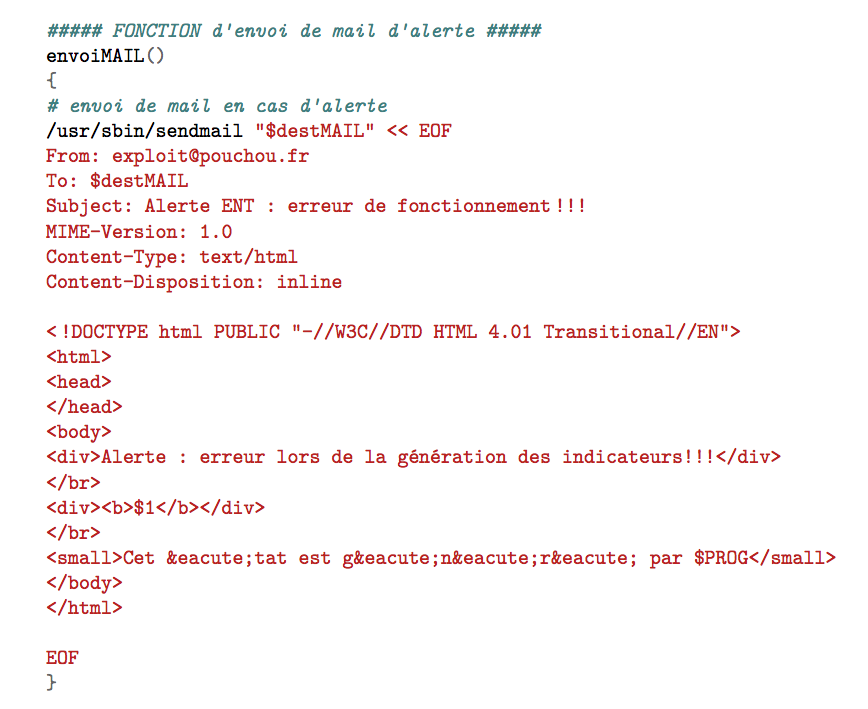 ##### FONCTION d'envoi de mail d'alerte #####
envoiMAIL()
{
# envoi de mail en cas d'alerte
/usr/sbin/sendmail "$destMAIL" << EOF
From: exploit@pouchou.fr
To: $destMAIL
Subject: Alerte ENT : erreur de fonctionnement!!!
MIME-Version: 1.0
Content-Type: text/html
Content-Disposition: inline

<!DOCTYPE html PUBLIC "-//W3C//DTD HTML 4.01 Transitional//EN">
<html>
<head>
</head>
<body>
<div>Alerte : erreur lors de la génération des indicateurs!!!</div>
</br>
<div><b>$1</b></div>
</br>
<small>Cet &eacute;tat est g&eacute;n&eacute;r&eacute; par $PROG</small>
</body>
</html>

EOF
}